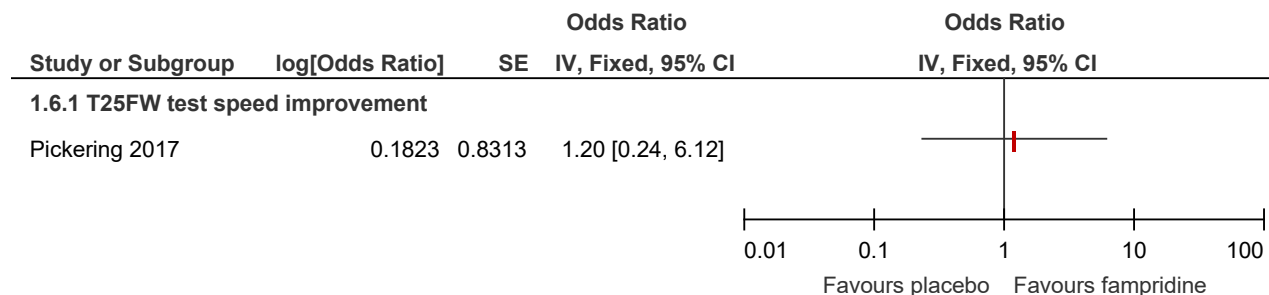 Odds Ratio Odds Ratio
Study or Subgroup log[Odds Ratio] SE IV, Fixed, 95% CI IV, Fixed, 95% CI
1.6.1 T25FW test speed improvement
Pickering 2017 0.1823 0.8313 1.20 [0.24, 6.12]
0.01 0.1 1 10 100
Favours placebo Favours fampridine